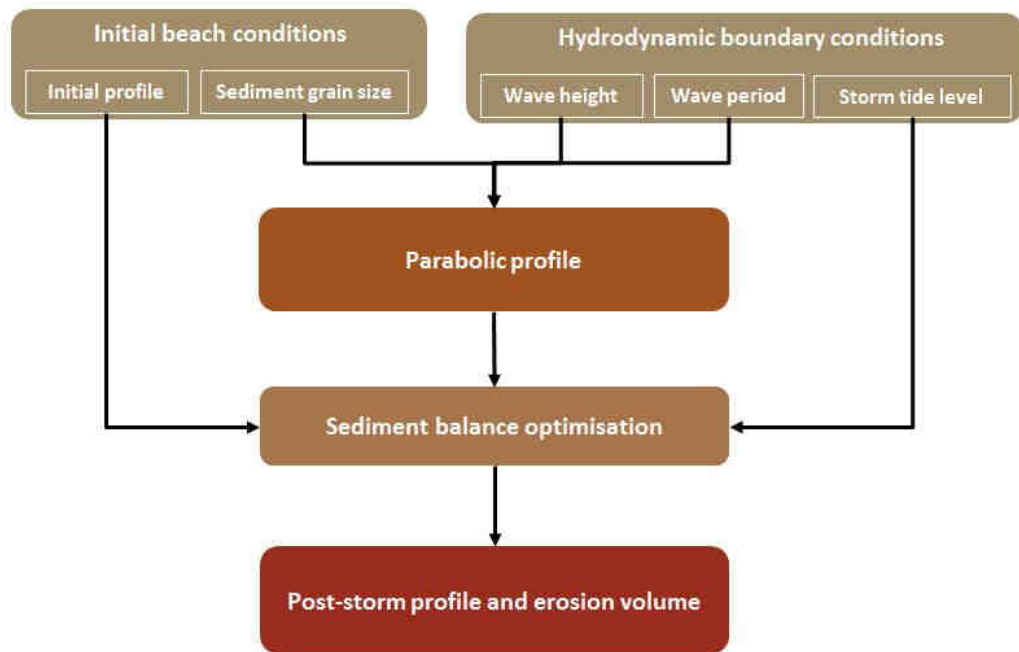 Initial beach conditions
Initial profile
Sediment grain size
Hydrodynamic boundary conditions
Wave height
Wave period
Storm tide level
Parabolic profile
Sediment balance optimisation
Post-storm profile and erosion volume